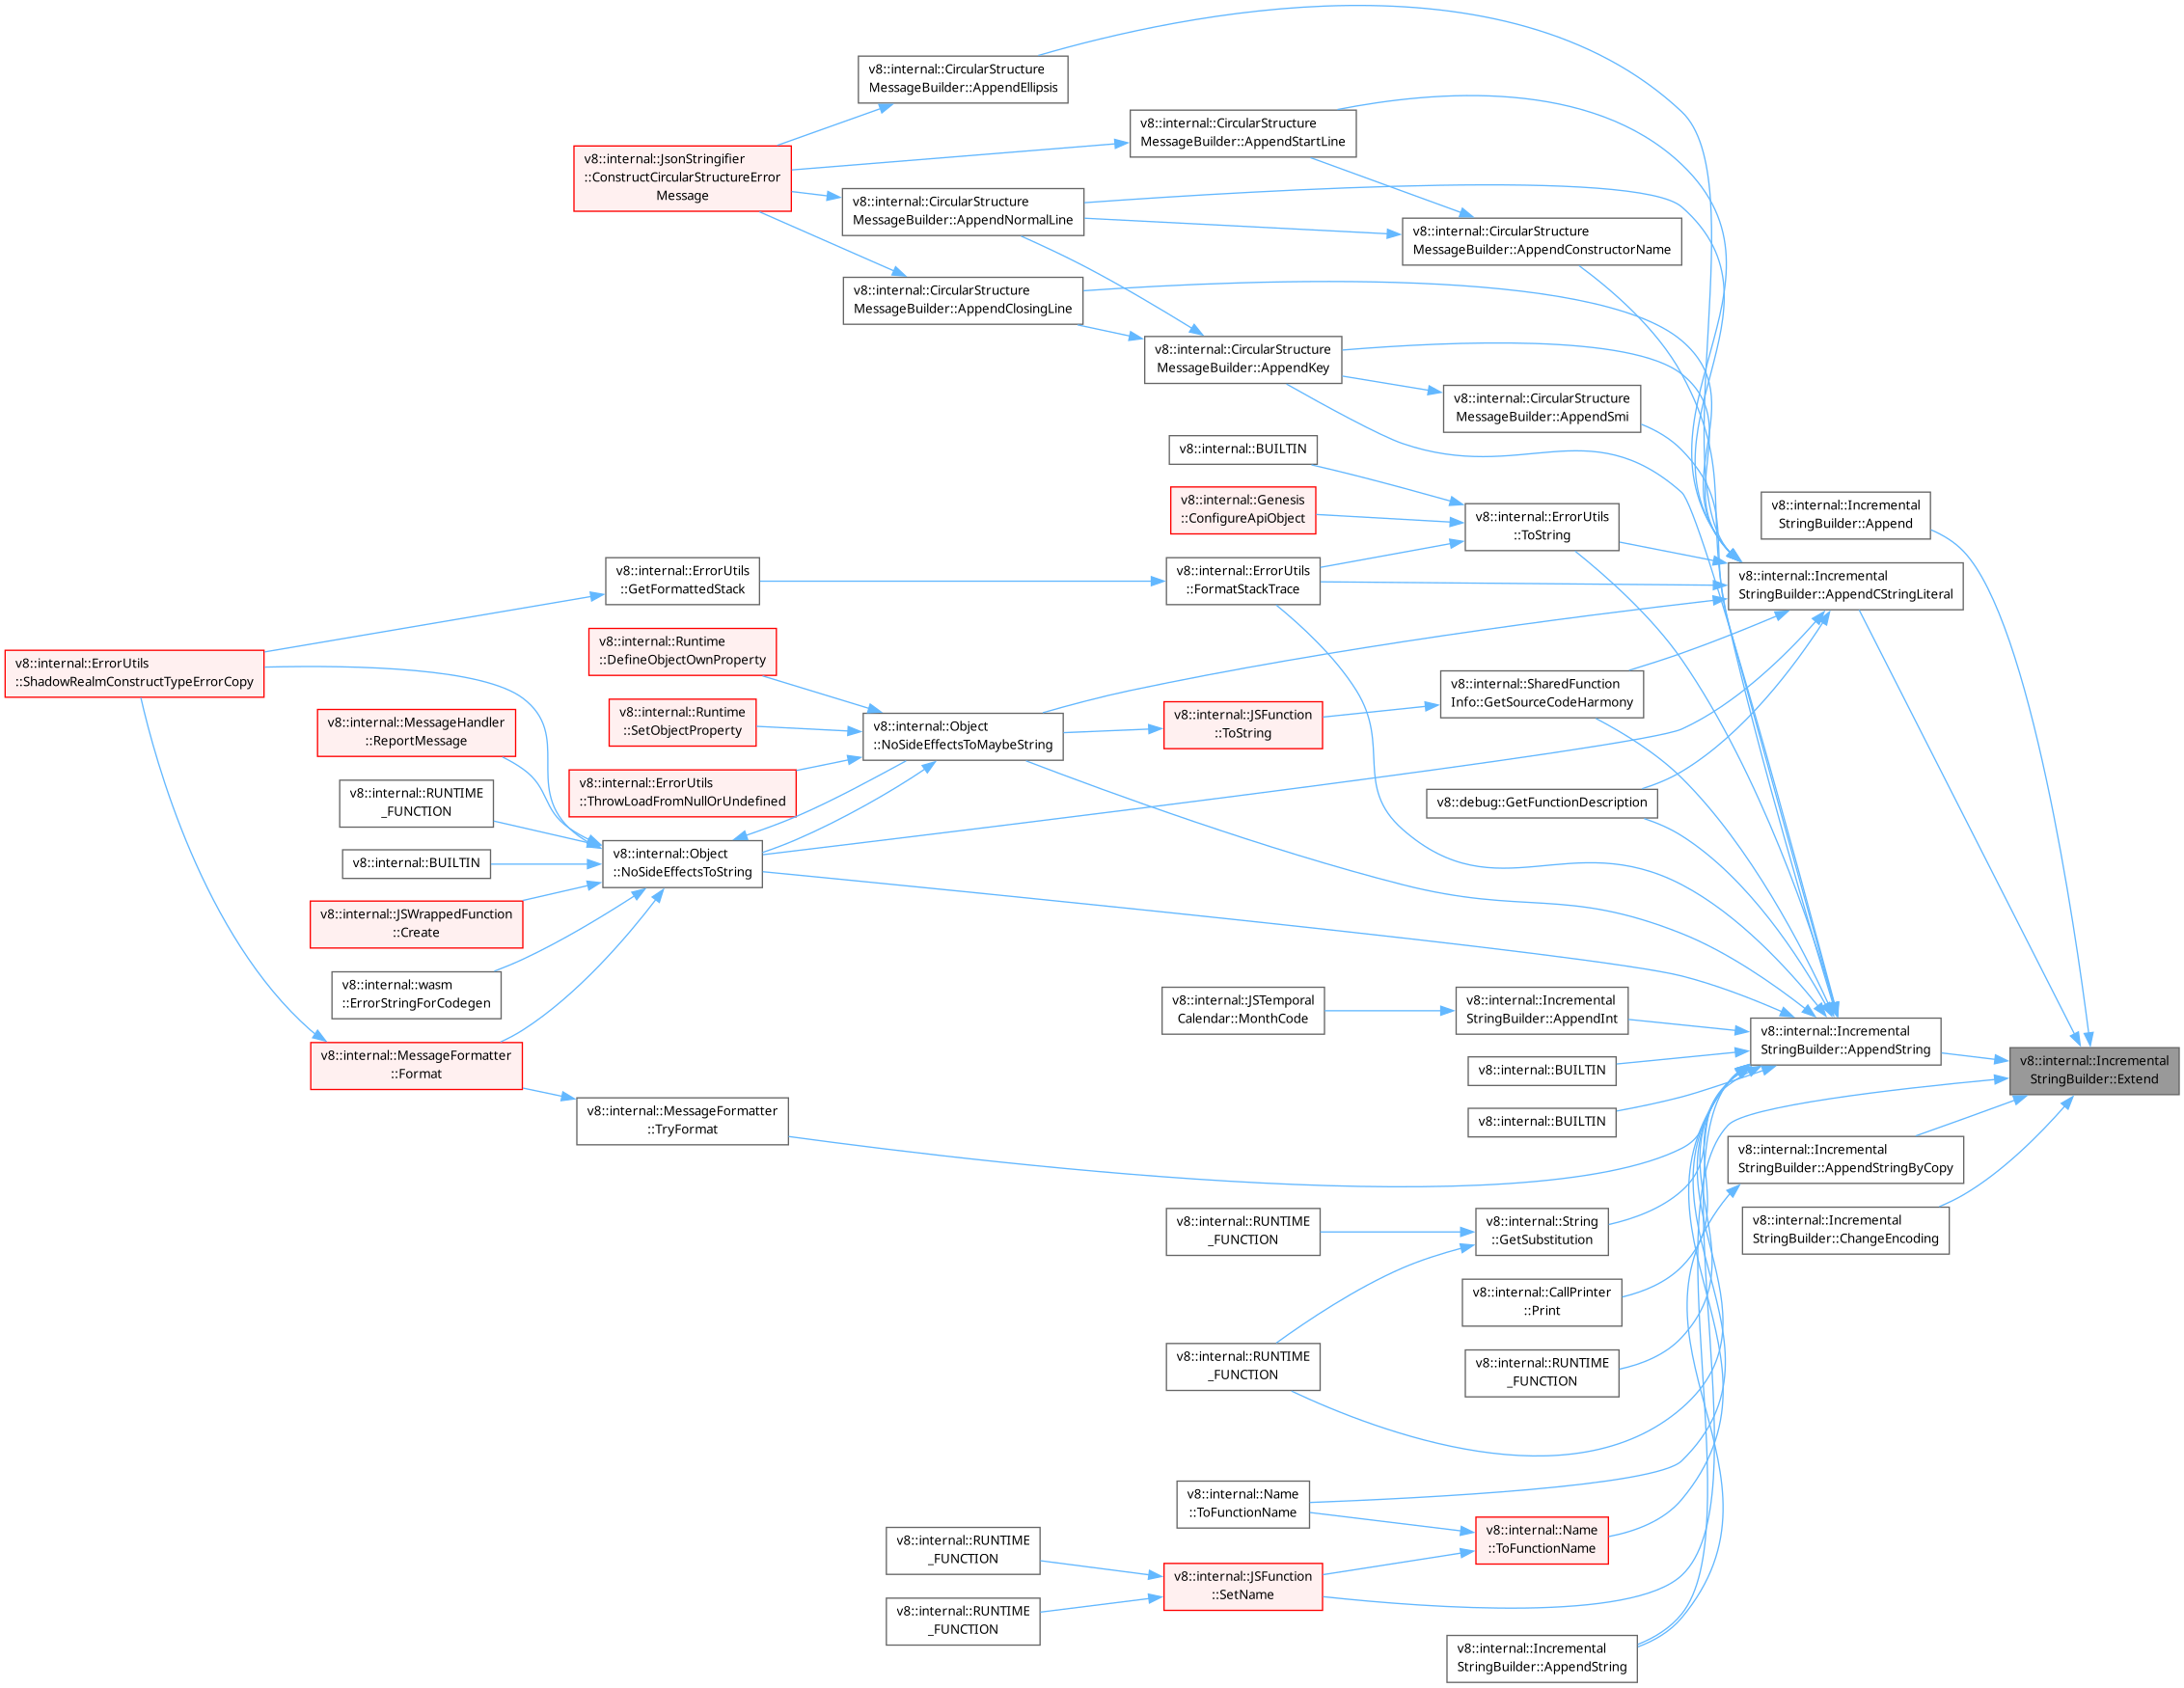 v8::internal::CircularStructure
MessageBuilder::AppendEllipsis
v8::internal::CircularStructure
MessageBuilder::AppendStartLine
v8::internal::JsonStringifier
::ConstructCircularStructureError
Message
v8::internal::CircularStructure
MessageBuilder::AppendNormalLine
v8::internal::CircularStructure
MessageBuilder::AppendConstructorName
v8::internal::CircularStructure
MessageBuilder::AppendClosingLine
v8::internal::CircularStructure
MessageBuilder::AppendKey
v8::internal::CircularStructure
MessageBuilder::AppendSmi
v8::internal::BUILTIN
v8::internal::Genesis
::ConfigureApiObject
v8::internal::ErrorUtils
::ToString
v8::internal::Incremental
StringBuilder::Append
v8::internal::ErrorUtils
::GetFormattedStack
v8::internal::ErrorUtils
::FormatStackTrace
v8::internal::Incremental
StringBuilder::AppendCStringLiteral
v8::internal::ErrorUtils
::ShadowRealmConstructTypeErrorCopy
v8::internal::Runtime
::DefineObjectOwnProperty
v8::internal::SharedFunction
Info::GetSourceCodeHarmony
v8::internal::MessageHandler
::ReportMessage
v8::internal::Runtime
::SetObjectProperty
v8::internal::Object
::NoSideEffectsToMaybeString
v8::internal::JSFunction
::ToString
v8::internal::ErrorUtils
::ThrowLoadFromNullOrUndefined
v8::internal::RUNTIME
_FUNCTION
v8::debug::GetFunctionDescription
v8::internal::BUILTIN
v8::internal::Object
::NoSideEffectsToString
v8::internal::JSWrappedFunction
::Create
v8::internal::wasm
::ErrorStringForCodegen
v8::internal::JSTemporal
Calendar::MonthCode
v8::internal::Incremental
StringBuilder::AppendInt
v8::internal::Incremental
StringBuilder::AppendString
v8::internal::MessageFormatter
::Format
v8::internal::BUILTIN
v8::internal::Incremental
StringBuilder::Extend
v8::internal::MessageFormatter
::TryFormat
v8::internal::BUILTIN
v8::internal::Incremental
StringBuilder::AppendStringByCopy
v8::internal::RUNTIME
_FUNCTION
v8::internal::String
::GetSubstitution
v8::internal::Incremental
StringBuilder::ChangeEncoding
v8::internal::CallPrinter
::Print
v8::internal::RUNTIME
_FUNCTION
v8::internal::RUNTIME
_FUNCTION
v8::internal::Name
::ToFunctionName
v8::internal::Name
::ToFunctionName
v8::internal::RUNTIME
_FUNCTION
v8::internal::JSFunction
::SetName
v8::internal::RUNTIME
_FUNCTION
v8::internal::Incremental
StringBuilder::AppendString